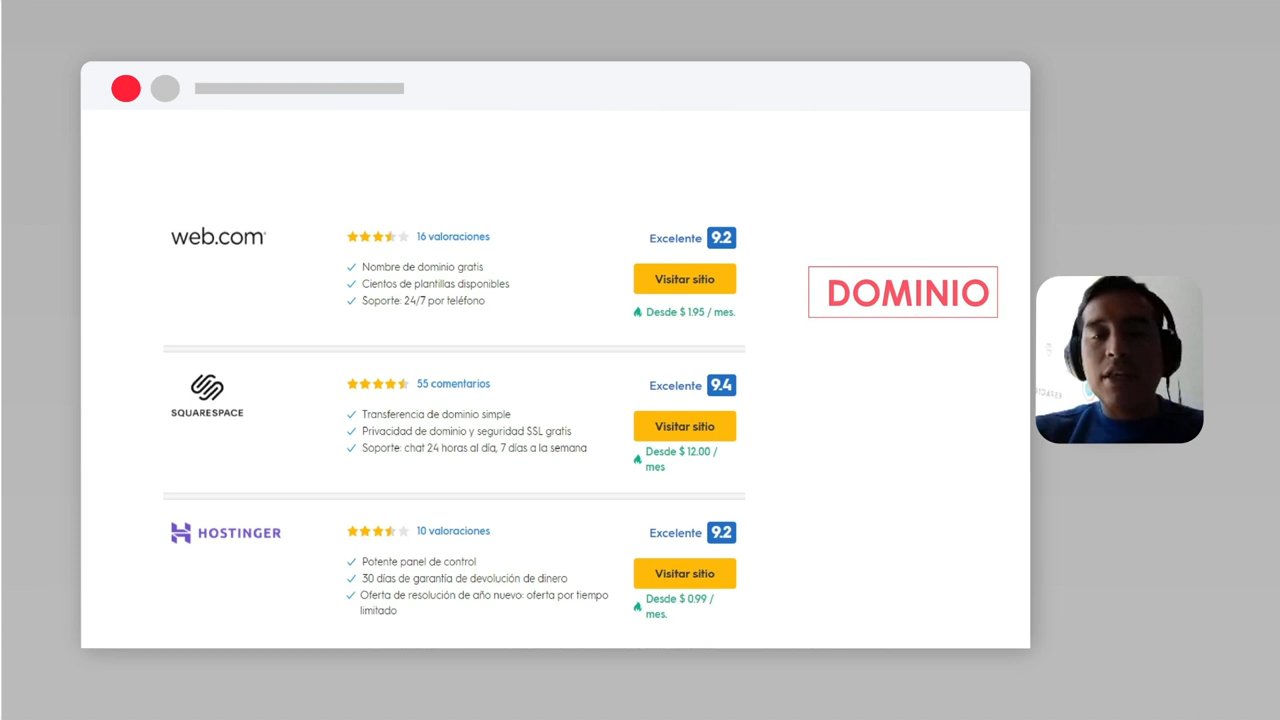 web.com
16 valoraciones
Excelente 9.2
Nombre de dominio gratis
Cientos de plantillas disponibles
Soporte: 24/7 por teléfono
Visitar sitio
Desde $ 1.95 / mes.
DOMINIO
SQUARESPACE
55 comentarios
Excelente 9.4
Transferencia de dominio simple
Privacidad de dominio y seguridad SSL gratis
Soporte: chat 24 horas al día, 7 días a la semana
Visitar sitio
Desde $ 12.00 /
mes
HOSTINGER
10 valoraciones
Excelente 9.2
Potente panel de control
30 días de garantía de devolución de dinero
Oferta de resolución de año nuevo: oferta por tiempo
limitado
Visitar sitio
Desde $ 0.99 /
mes.